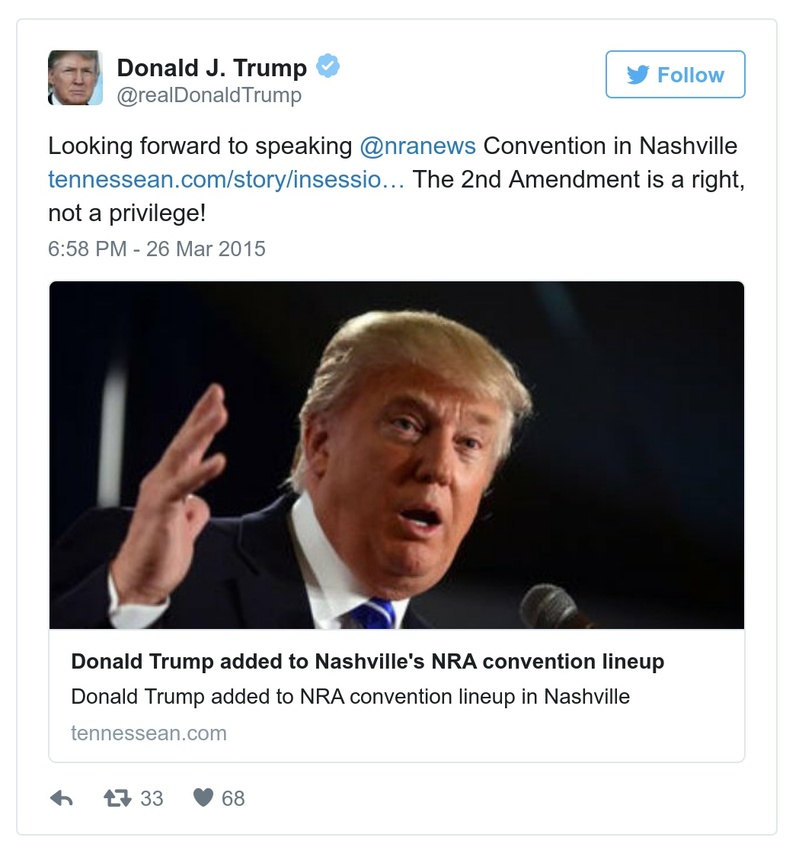 Donald J. Trump
@realDonaldTrump
Follow
Looking forward to speaking @nranews Convention in Nashville
tennessean.com/story/insessio… The 2nd Amendment is a right,
not a privilege!
6:58 PM - 26 Mar 2015
Donald Trump added to Nashville's NRA convention lineup
Donald Trump added to NRA convention lineup in Nashville
tennessean.com
33 68